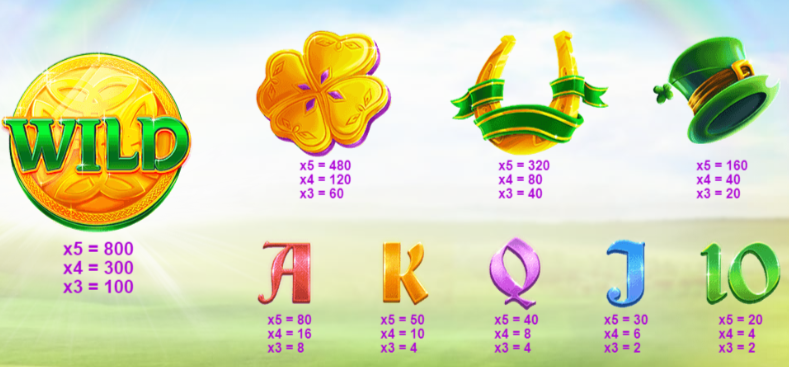 WILD
x5 = 800
x4 = 300
x3 = 100
x5 = 480
x4 = 120
x3 = 60
x5 = 320
x4 = 80
x3 = 40
x5 = 160
x4 = 40
x3 = 20
A
x5 = 80
x4 = 16
x3 = 8
K
x5 = 50
x4 = 10
x3 = 4
Q
x5 = 40
x4 = 8
x3 = 4
J
x5 = 30
x4 = 6
x3 = 2
10
x5 = 20
x4 = 4
x3 = 2